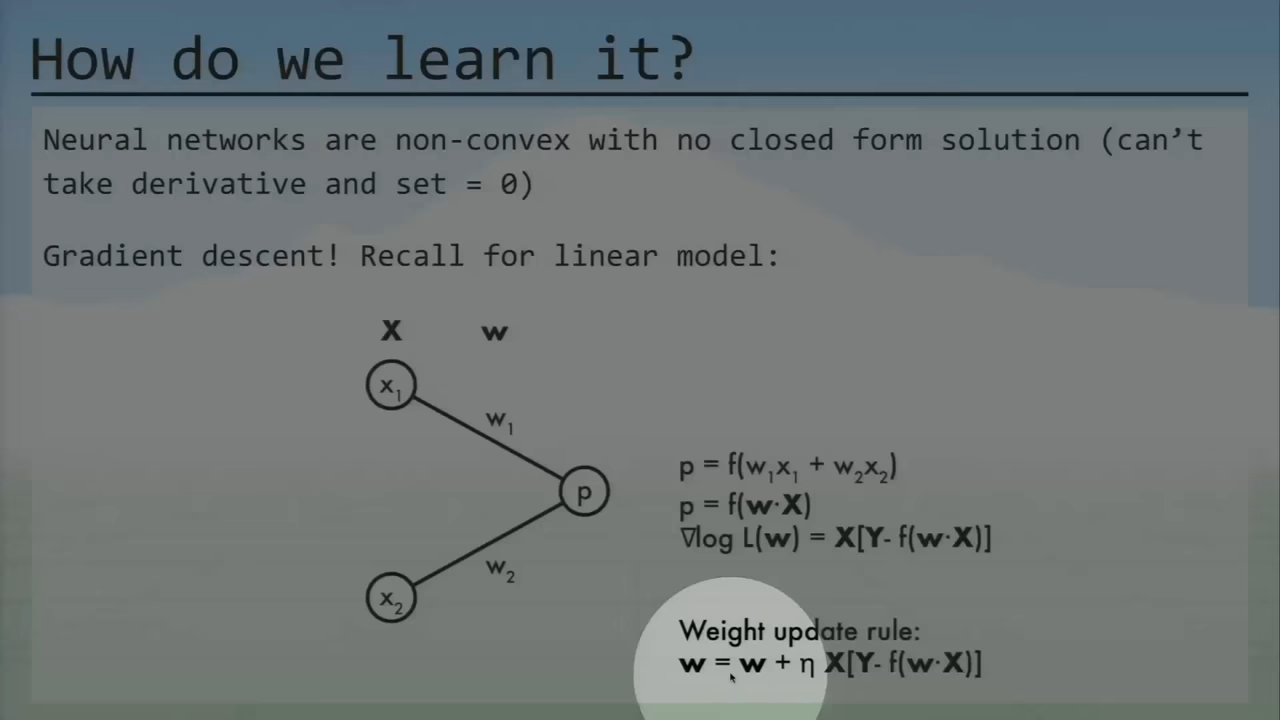 How do we learn it?
Neural networks are non-convex with no closed form solution (can’t
take derivative and set = 0)
Gradient descent! Recall for linear model:
X w
x₁
w₁
p
w₂
x₂
p = f(w₁x₁ + w₂x₂)
p = f(w·X)
∇log L(w) = X[Y- f(w·X)]
Weight update rule:
w = w + η X[Y- f(w·X)]